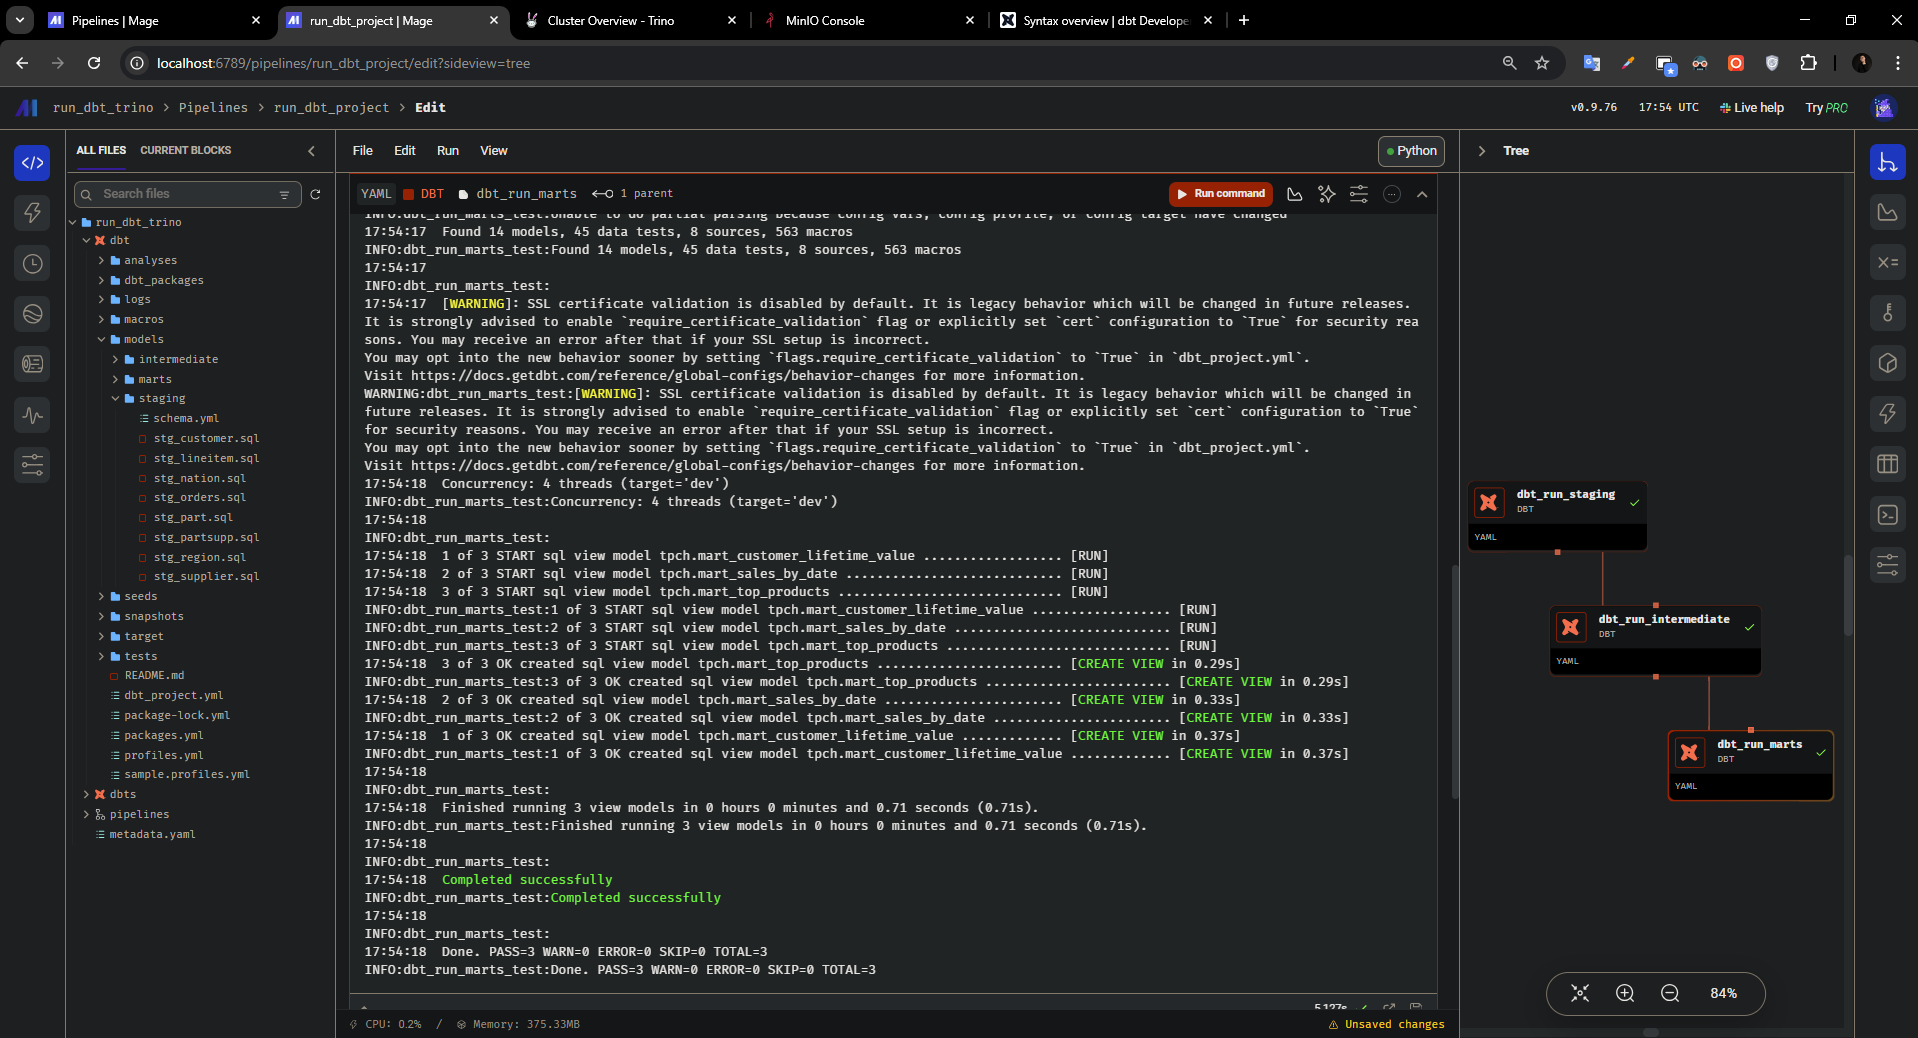 Pipelines | Mage
run_dbt_project | Mage
Cluster Overview - Trino
MinIO Console
Syntax overview | dbt Develope
localhost:6789/pipelines/run_dbt_project/edit?sideview=tree
run_dbt_trino > Pipelines > run_dbt_project > Edit
v0.9.76
17:54 UTC
Live help
Try PRO
ALL FILES
CURRENT BLOCKS
Search files
run_dbt_trino
dbt
analyses
dbt_packages
logs
macros
models
intermediate
marts
staging
schema.yml
stg_customer.sql
stg_lineitem.sql
stg_nation.sql
stg_orders.sql
stg_part.sql
stg_partsupp.sql
stg_region.sql
stg_supplier.sql
seeds
snapshots
target
tests
README.md
dbt_project.yml
package-lock.yml
packages.yml
profiles.yml
sample.profiles.yml
dbts
pipelines
metadata.yaml
File Edit Run View
Python
YAML DBT dbt_run_marts 1 parent
Run command
INFO:dbt_run_marts_test:Unable to do partial parsing because config vars, config profile, or config target have changed
17:54:17  Found 14 models, 45 data tests, 8 sources, 563 macros
INFO:dbt_run_marts_test:Found 14 models, 45 data tests, 8 sources, 563 macros
17:54:17
INFO:dbt_run_marts_test:
17:54:17  [WARNING]: SSL certificate validation is disabled by default. It is legacy behavior which will be changed in future releases.
It is strongly advised to enable `require_certificate_validation` flag or explicitly set `cert` configuration to `True` for security rea
sons. You may receive an error after that if your SSL setup is incorrect.
You may opt into the new behavior sooner by setting `flags.require_certificate_validation` to `True` in `dbt_project.yml`.
Visit https://docs.getdbt.com/reference/global-configs/behavior-changes for more information.
WARNING:dbt_run_marts_test:[WARNING]: SSL certificate validation is disabled by default. It is legacy behavior which will be changed in
future releases. It is strongly advised to enable `require_certificate_validation` flag or explicitly set `cert` configuration to `True`
for security reasons. You may receive an error after that if your SSL setup is incorrect.
You may opt into the new behavior sooner by setting `flags.require_certificate_validation` to `True` in `dbt_project.yml`.
Visit https://docs.getdbt.com/reference/global-configs/behavior-changes for more information.
17:54:18  Concurrency: 4 threads (target='dev')
INFO:dbt_run_marts_test:Concurrency: 4 threads (target='dev')
17:54:18
INFO:dbt_run_marts_test:
17:54:18  1 of 3 START sql view model tpch.mart_customer_lifetime_value .................. [RUN]
17:54:18  2 of 3 START sql view model tpch.mart_sales_by_date ............................ [RUN]
17:54:18  3 of 3 START sql view model tpch.mart_top_products .............................. [RUN]
INFO:dbt_run_marts_test:1 of 3 START sql view model tpch.mart_customer_lifetime_value .................. [RUN]
INFO:dbt_run_marts_test:2 of 3 START sql view model tpch.mart_sales_by_date ............................ [RUN]
INFO:dbt_run_marts_test:3 of 3 START sql view model tpch.mart_top_products ............................. [RUN]
17:54:18  3 of 3 OK created sql view model tpch.mart_top_products ........................ [CREATE VIEW in 0.29s]
INFO:dbt_run_marts_test:3 of 3 OK created sql view model tpch.mart_top_products ........................ [CREATE VIEW in 0.29s]
17:54:18  2 of 3 OK created sql view model tpch.mart_sales_by_date ....................... [CREATE VIEW in 0.33s]
INFO:dbt_run_marts_test:2 of 3 OK created sql view model tpch.mart_sales_by_date ....................... [CREATE VIEW in 0.33s]
17:54:18  1 of 3 OK created sql view model tpch.mart_customer_lifetime_value ............. [CREATE VIEW in 0.37s]
INFO:dbt_run_marts_test:1 of 3 OK created sql view model tpch.mart_customer_lifetime_value ............. [CREATE VIEW in 0.37s]
17:54:18
INFO:dbt_run_marts_test:
17:54:18  Finished running 3 view models in 0 hours 0 minutes and 0.71 seconds (0.71s).
INFO:dbt_run_marts_test:Finished running 3 view models in 0 hours 0 minutes and 0.71 seconds (0.71s).
17:54:18
INFO:dbt_run_marts_test:
17:54:18  Completed successfully
INFO:dbt_run_marts_test:Completed successfully
17:54:18
INFO:dbt_run_marts_test:
17:54:18  Done. PASS=3 WARN=0 ERROR=0 SKIP=0 TOTAL=3
INFO:dbt_run_marts_test:Done. PASS=3 WARN=0 ERROR=0 SKIP=0 TOTAL=3
5.127s
CPU: 0.2% / Memory: 375.33MB
Unsaved changes
Tree
dbt_run_staging
DBT
YAML
dbt_run_intermediate
DBT
YAML
dbt_run_marts
DBT
YAML
84%